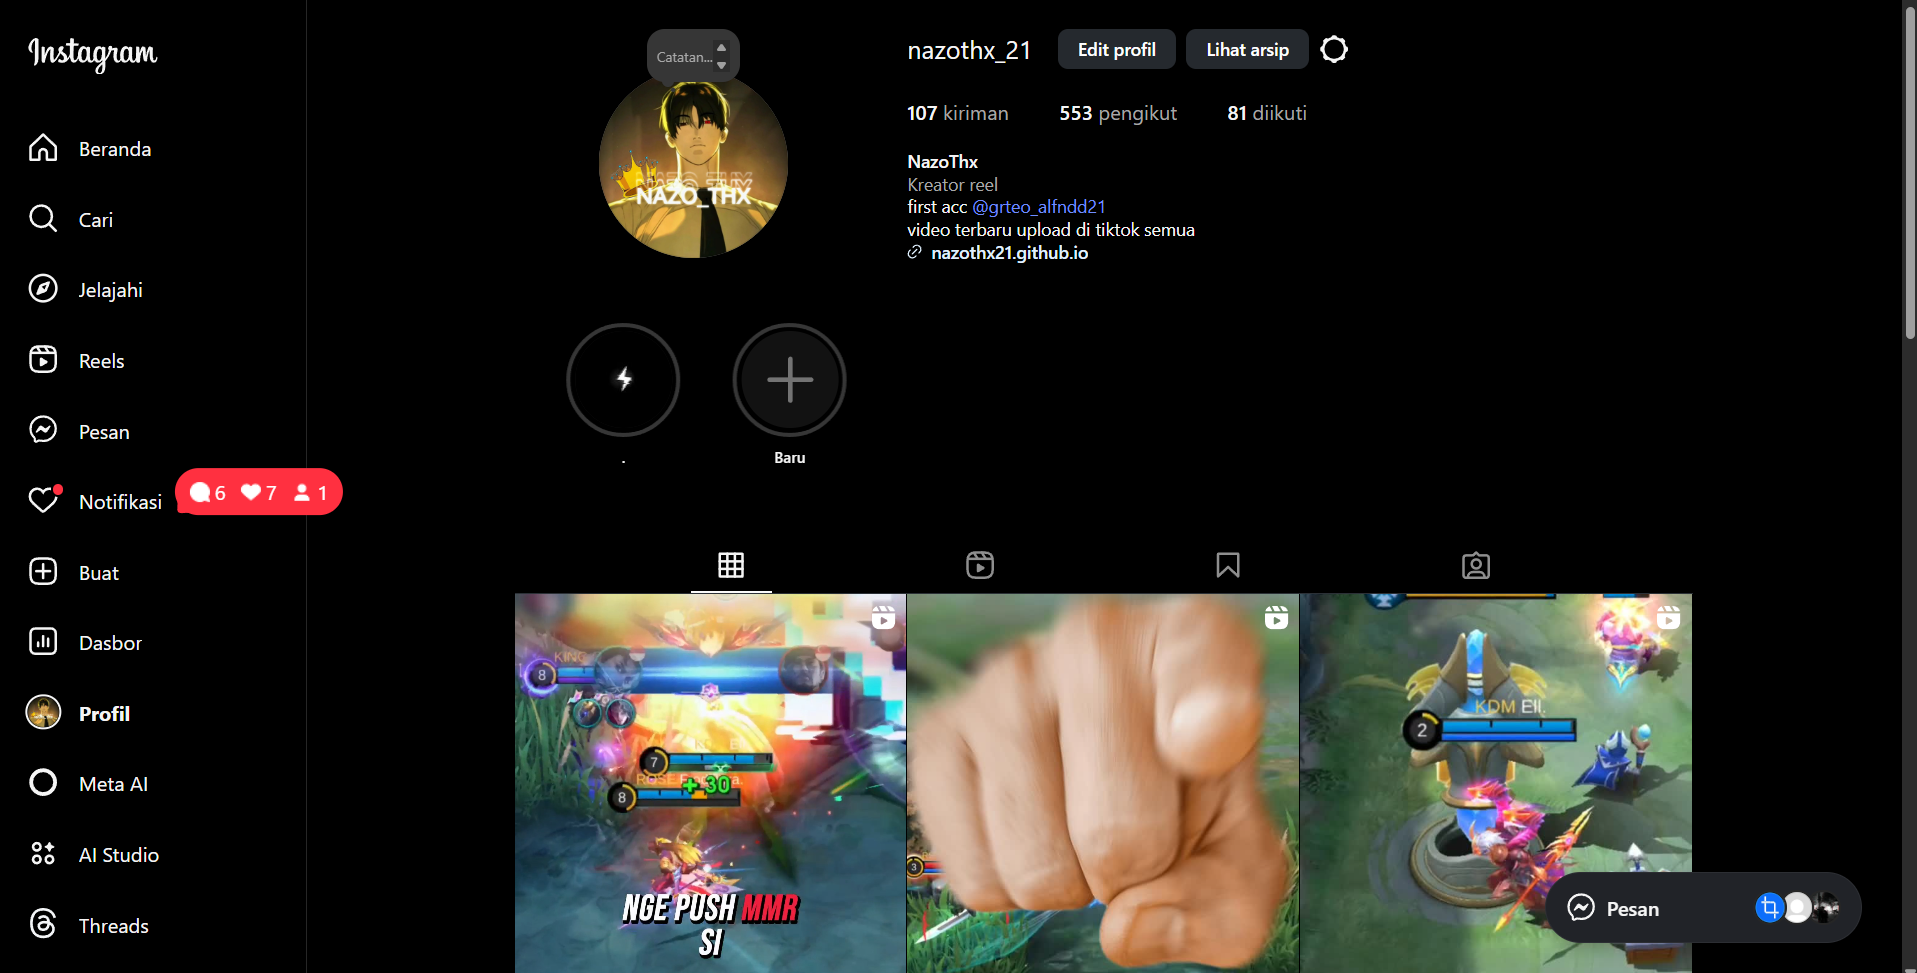 Instagram
Beranda
Cari
Jelajahi
Reels
Pesan
Notifikasi
6 7 1
Buat
Dasbor
Profil
Meta AI
AI Studio
Threads
Catatan...
NAZO_THX
nazothx_21 Edit profil Lihat arsip
107 kiriman 553 pengikut 81 diikuti
NazoThx
Kreator reel
first acc @grteo_alfndd21
video terbaru upload di tiktok semua
nazothx21.github.io
.
Baru
KING
8
7
+30
8
NGE PUSH MMR
SI
3
KDM Ell.
2
Pesan